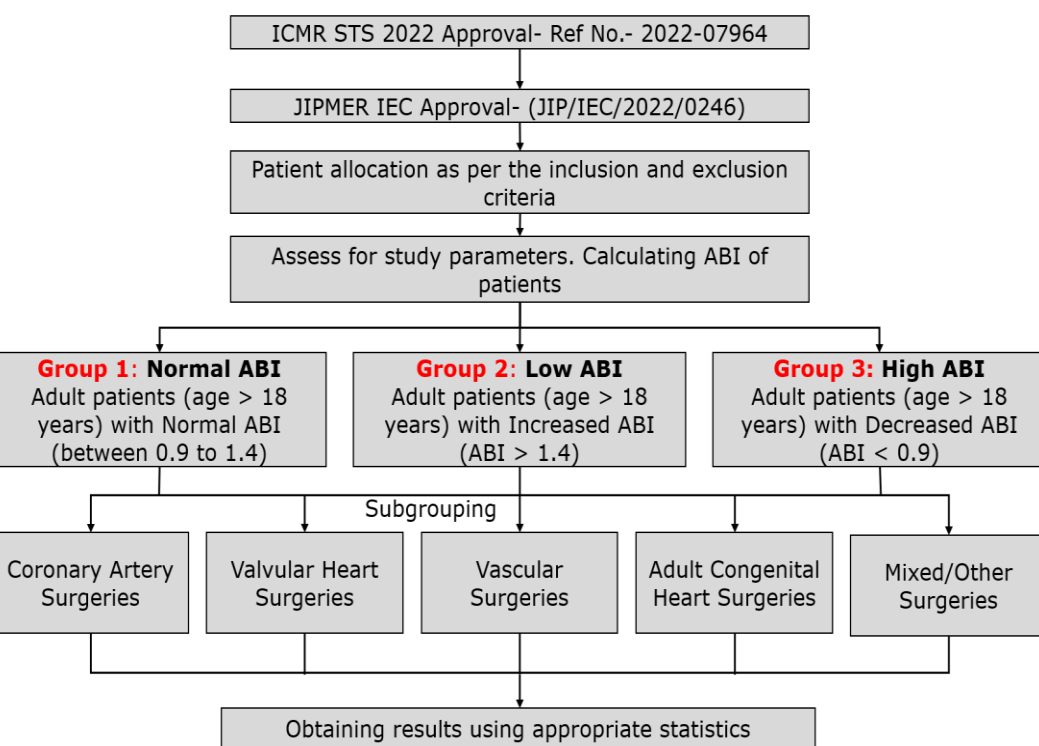 ICMR STS 2022 Approval- Ref No.- 2022-07964
JIPMER IEC Approval- (JIP/IEC/2022/0246)
Patient allocation as per the inclusion and exclusion
criteria
Assess for study parameters. Calculating ABI of
patients
Group 1: Normal ABI
Adult patients (age > 18
years) with Normal ABI
(between 0.9 to 1.4)
Group 2: Low ABI
Adult patients (age > 18
years) with Increased ABI
(ABI > 1.4)
Group 3: High ABI
Adult patients (age > 18
years) with Decreased ABI
(ABI < 0.9)
Subgrouping
Coronary Artery
Surgeries
Valvular Heart
Surgeries
Vascular
Surgeries
Adult Congenital
Heart Surgeries
Mixed/Other
Surgeries
Obtaining results using appropriate statistics